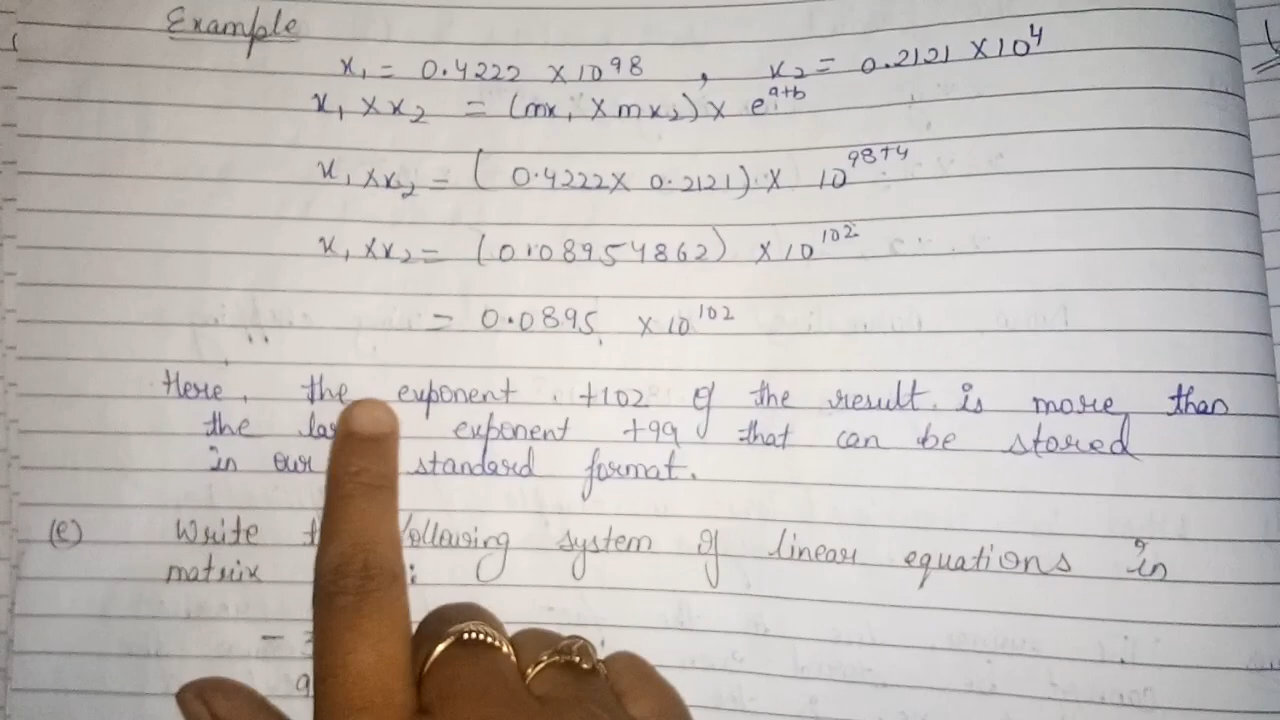 Example
x₁ = 0.4222 × 10⁹⁸ , x₂ = 0.2121 × 10⁴
x₁ × x₂ = (mx₁ × mx₂) × e^(a+b)
x₁ × x₂ = (0.4222 × 0.2121) × 10^(98+4)
x₁ × x₂ = (0.08954862) × 10¹⁰²
= 0.0895 × 10¹⁰²
Here, the exponent +102 of the result is more than
the exponent +99 that can be stored
in our standard format.
(e) Write following system of linear equations in
matrix :